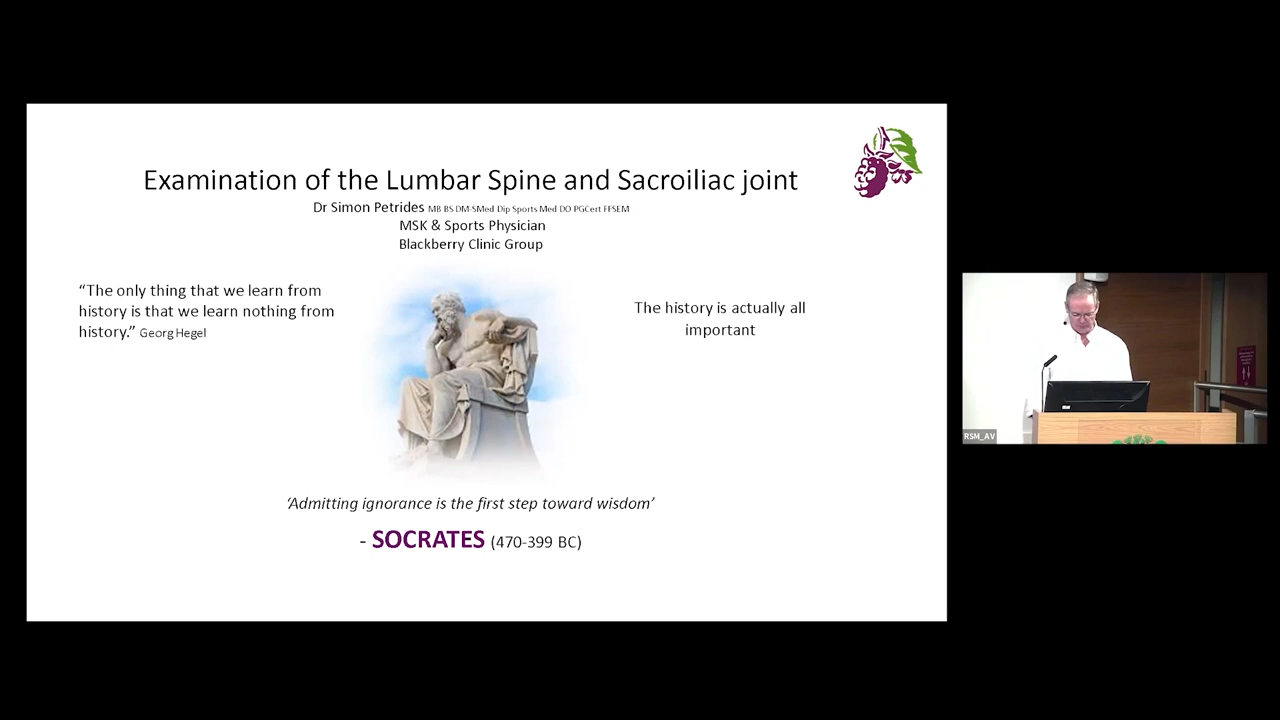 Examination of the Lumbar Spine and Sacroiliac joint
Dr Simon Petrides MB BS DM-SMed Dip Sports Med DO PGCert FFSEM
MSK & Sports Physician
Blackberry Clinic Group
“The only thing that we learn from
history is that we learn nothing from
history.” Georg Hegel
The history is actually all
important
‘Admitting ignorance is the first step toward wisdom’
- SOCRATES (470-399 BC)
RSM_AV